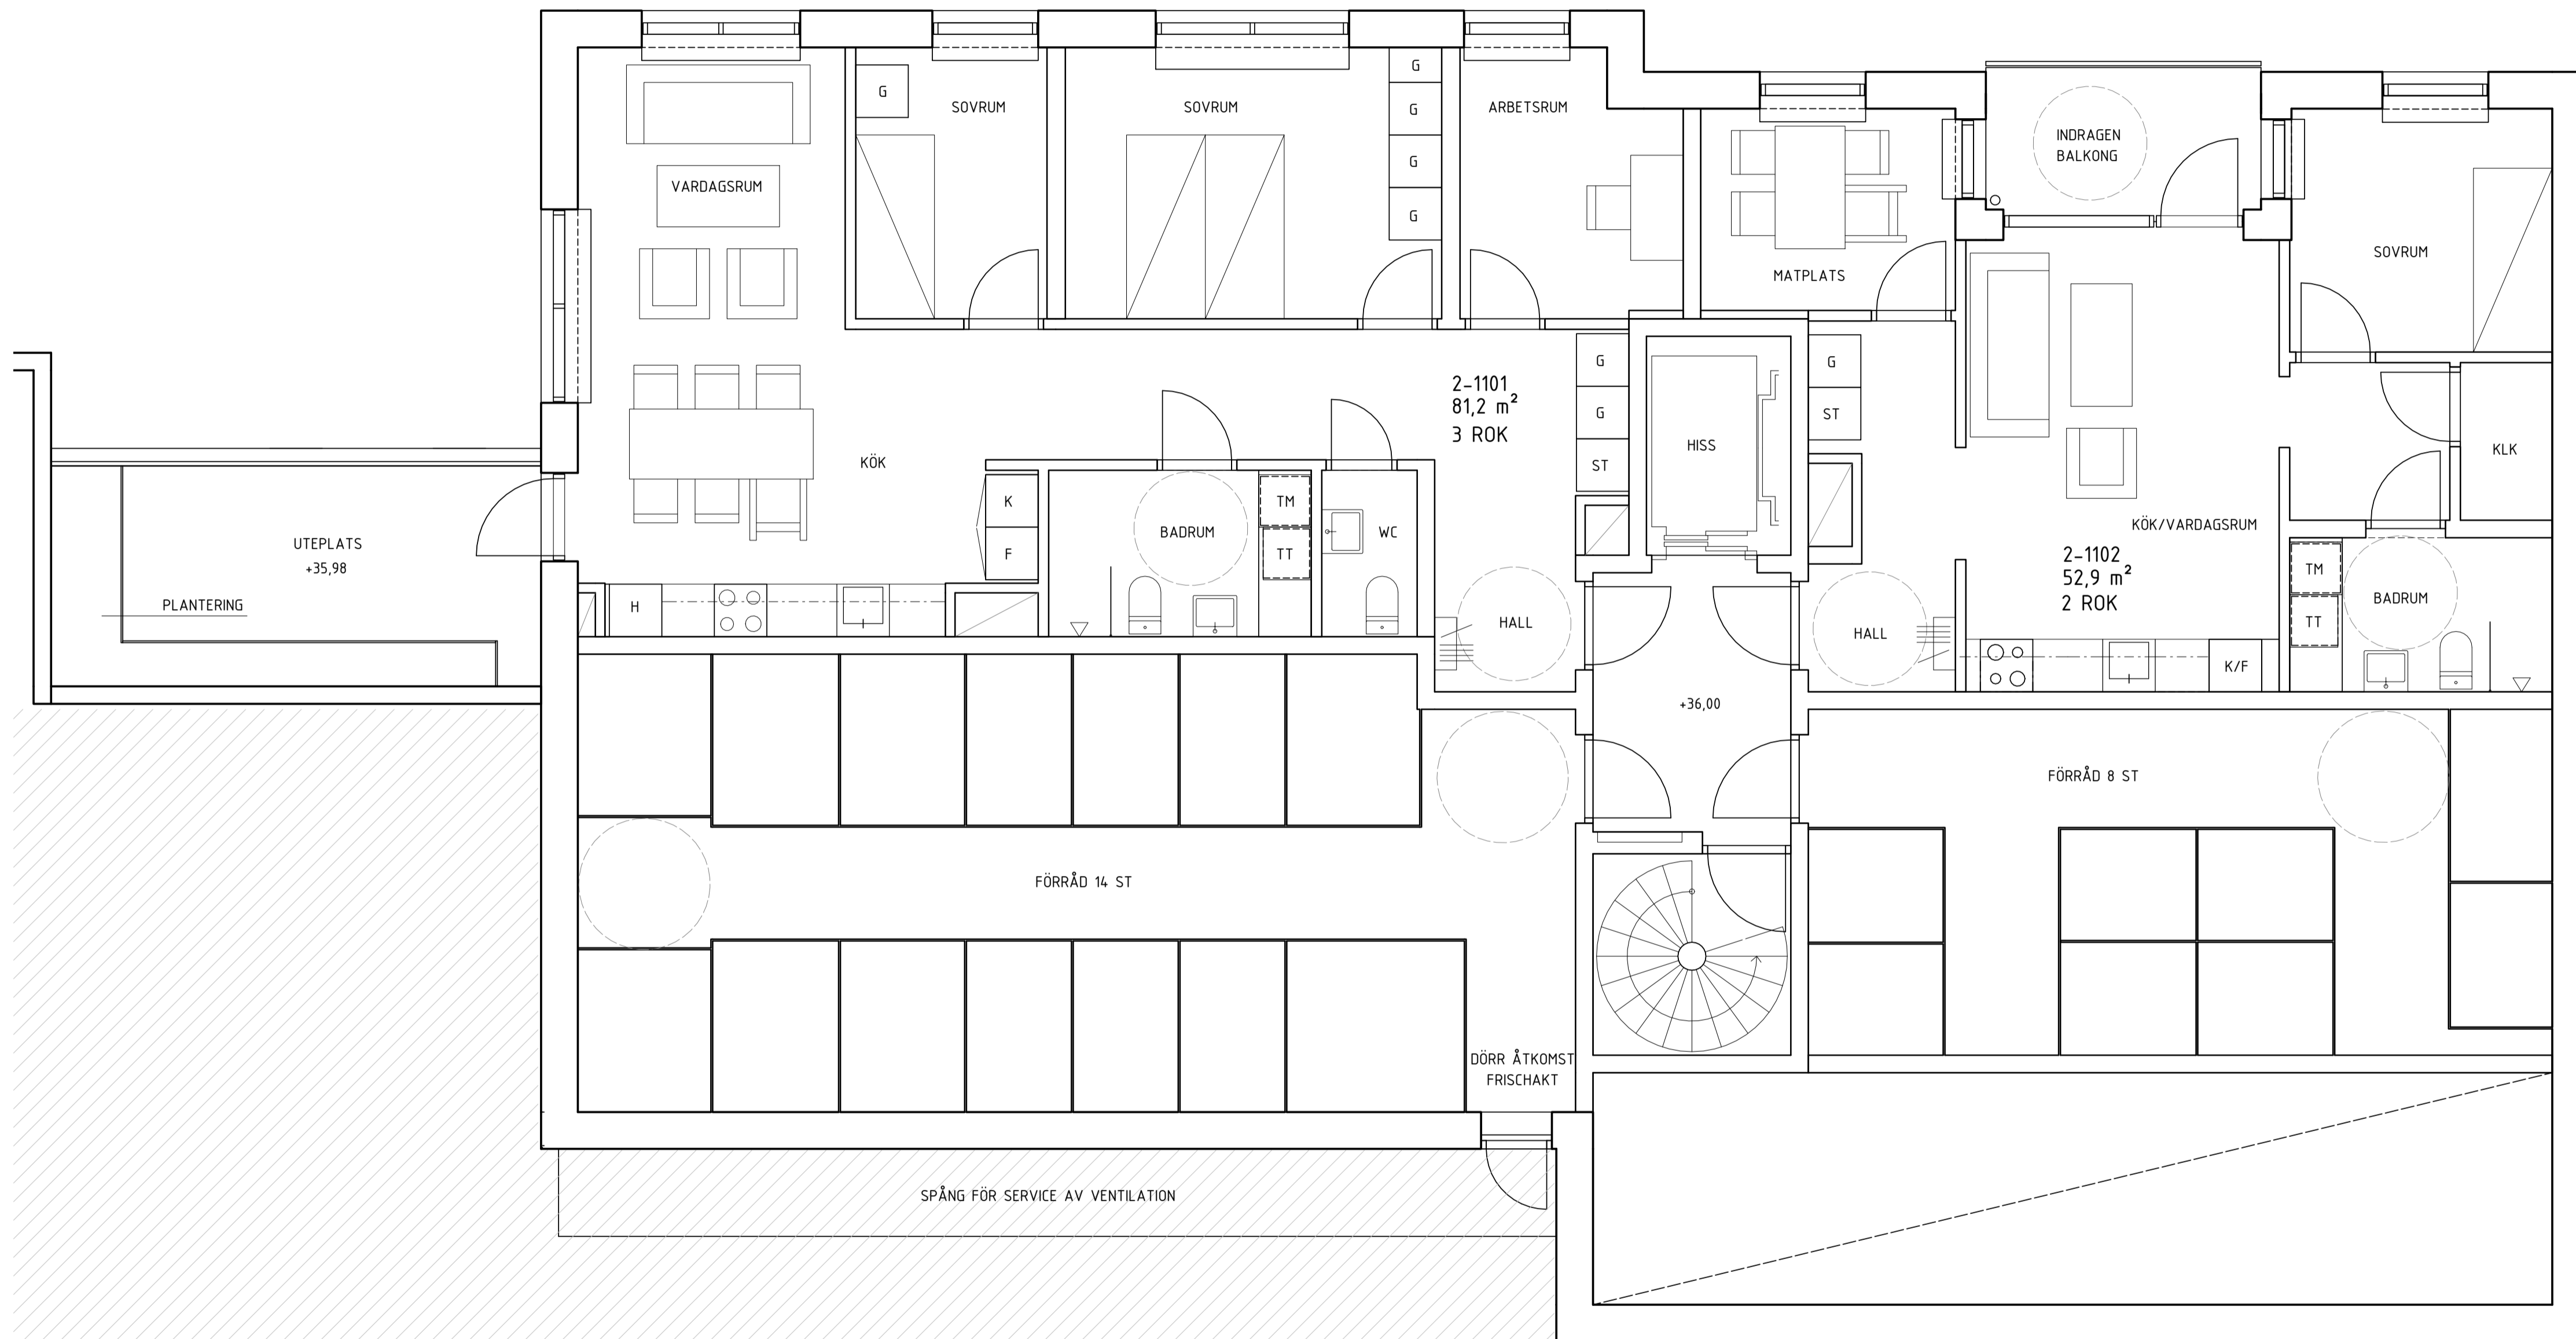 G
SOVRUM
SOVRUM
G
G
G
G
ARBETSRUM
INDRAGEN
BALKONG
VARDAGSRUM
MATPLATS
SOVRUM
2-1101
81,2 m²
3 ROK
G
G
ST
HISS
G
ST
KLK
KÖK
K
F
BADRUM
TM
TT
WC
KÖK/VARDAGSRUM
2-1102
52,9 m²
2 ROK
TM
TT
BADRUM
UTEPLATS
+35,98
PLANTERING
H
HALL
HALL
K/F
+36,00
FÖRRÅD 8 ST
FÖRRÅD 14 ST
DÖRR ÅTKOMST
FRISCHAKT
SPÅNG FÖR SERVICE AV VENTILATION